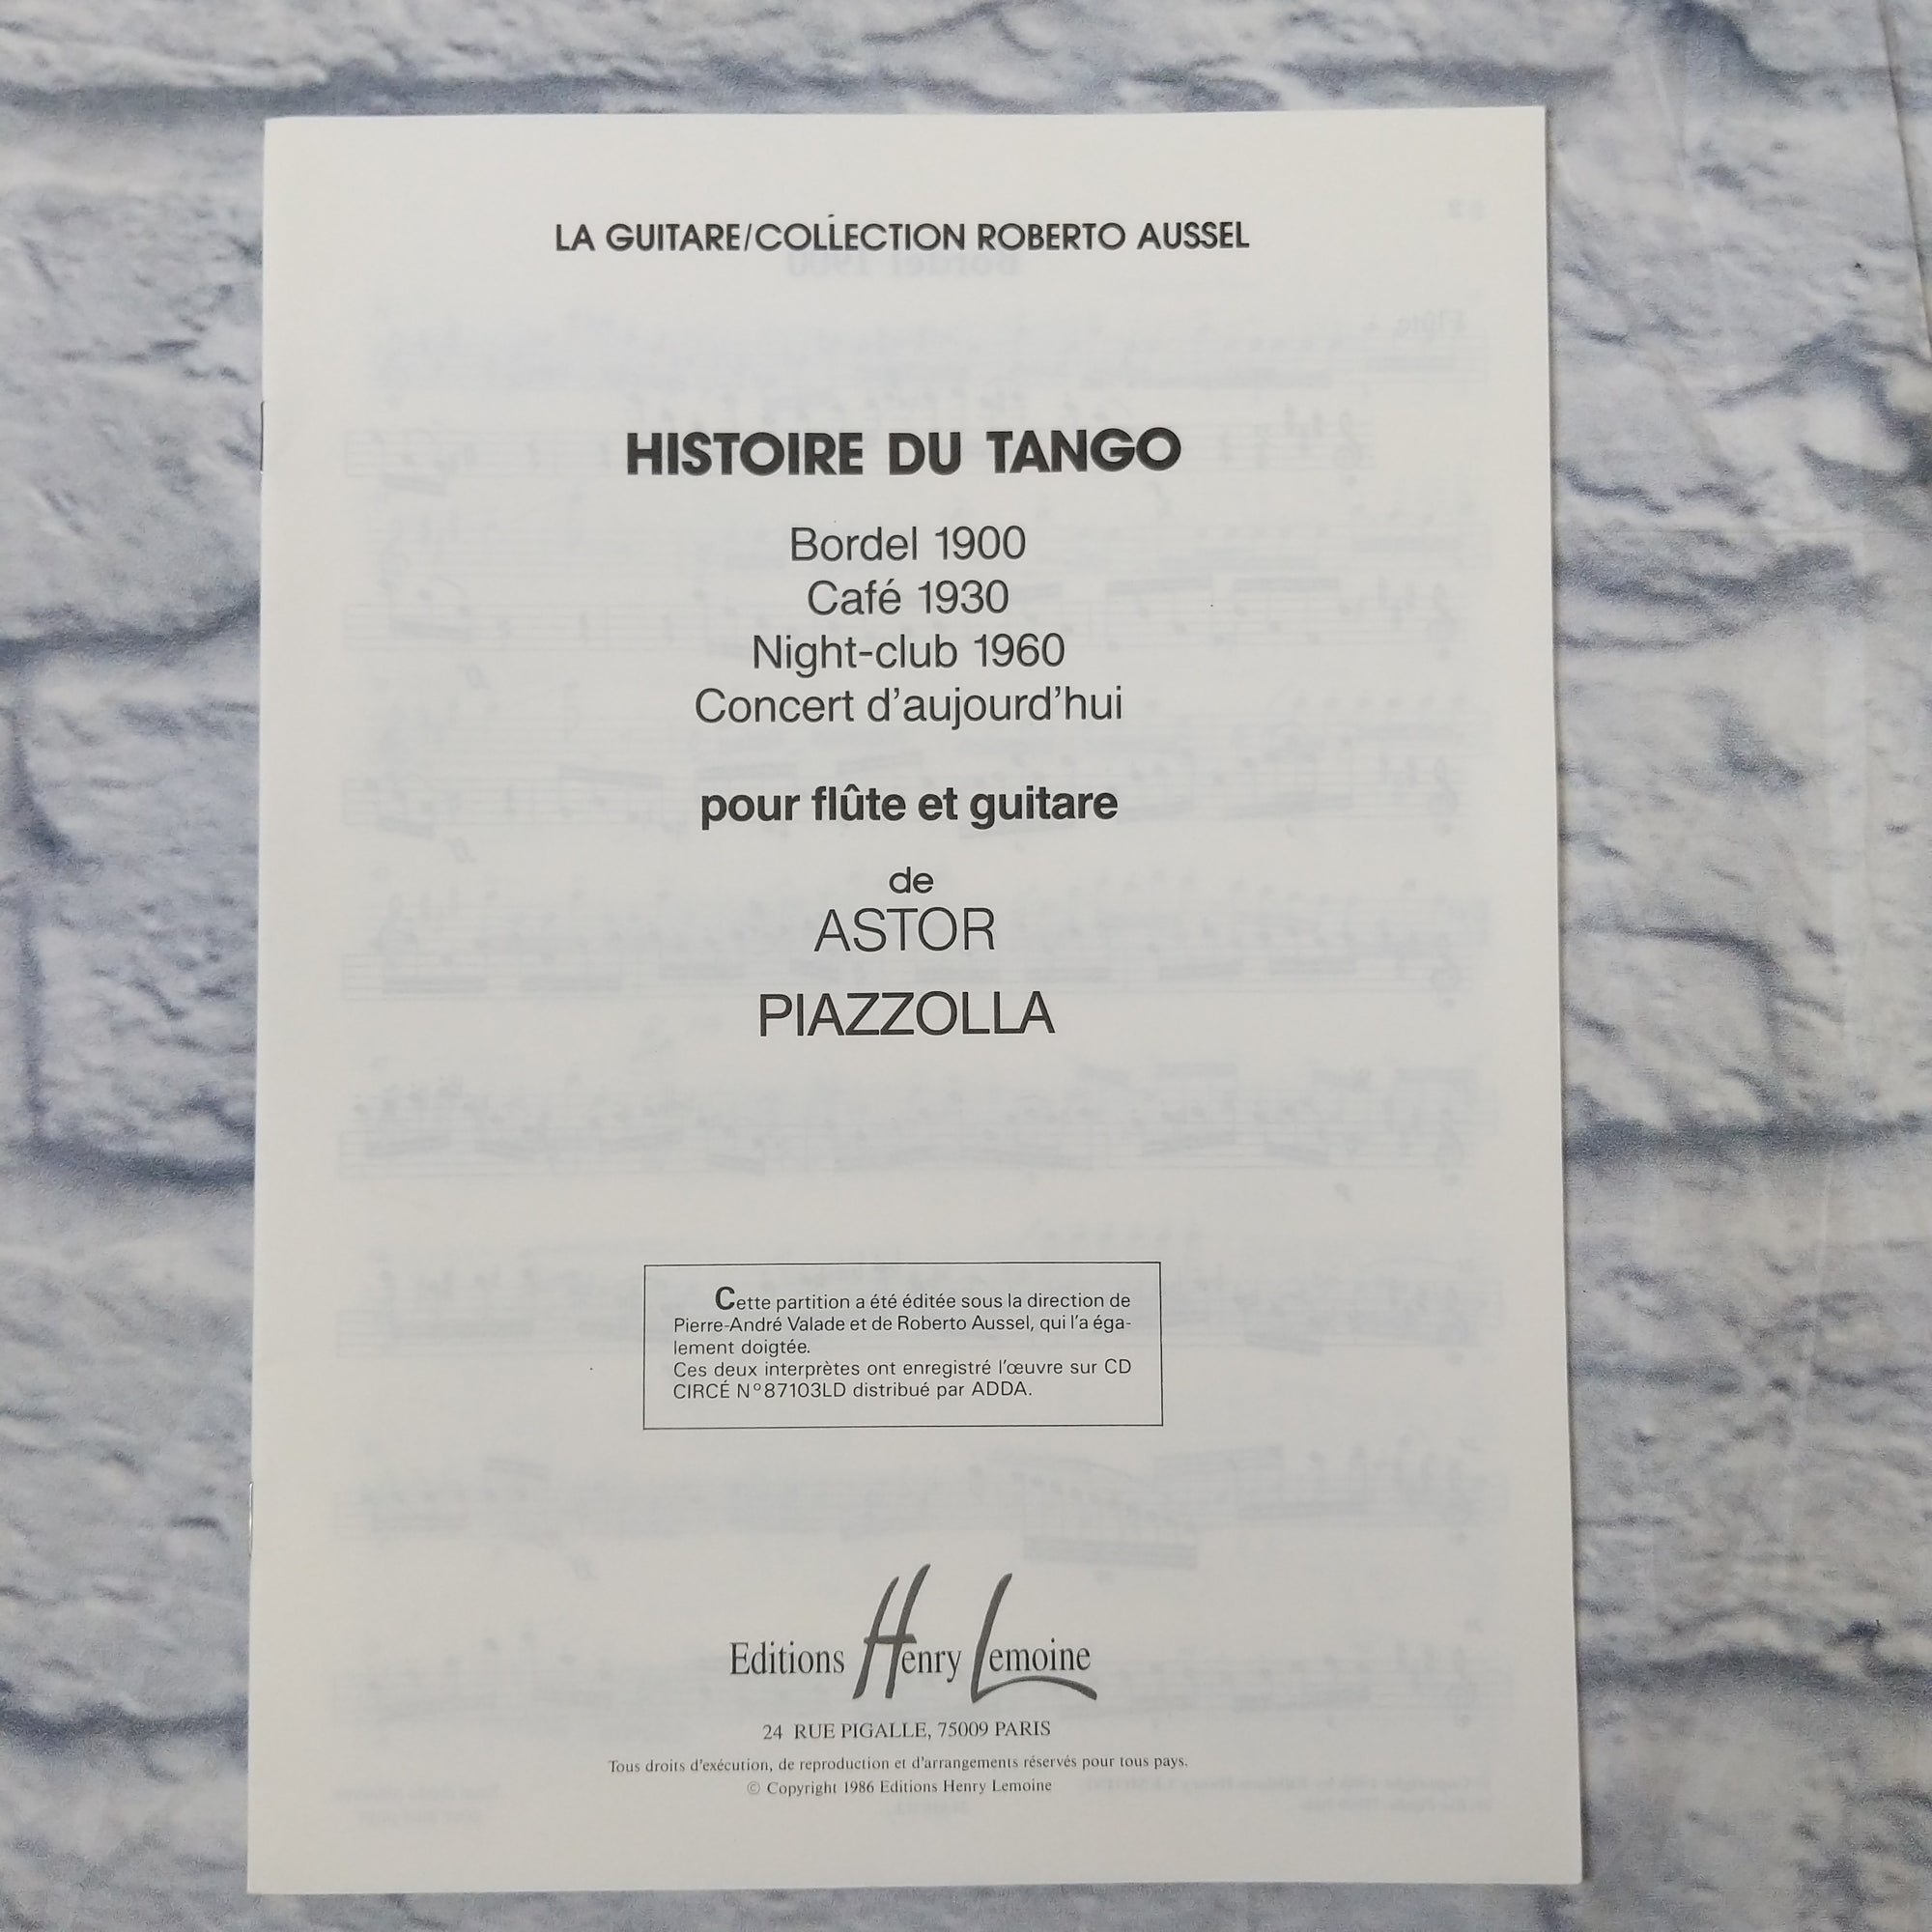 LA GUITARE/COLLECTION ROBERTO AUSSEL
HISTOIRE DU TANGO
Bordel 1900
Café 1930
Night-club 1960
Concert d'aujourd'hui
pour flûte et guitare
de
ASTOR
PIAZZOLLA
Cette partition a été éditée sous la direction de
Pierre-André Valade et de Roberto Aussel, qui l'a éga-
lement doigtée.
Ces deux interprètes ont enregistré l'œuvre sur CD
CIRCÉ N°87103LD distribué par ADDA.
Editions Henry Lemoine
24 RUE PIGALLE, 75009 PARIS
Tous droits d'exécution, de reproduction et d'arrangements réservés pour tous pays.
© Copyright 1986 Editions Henry Lemoine